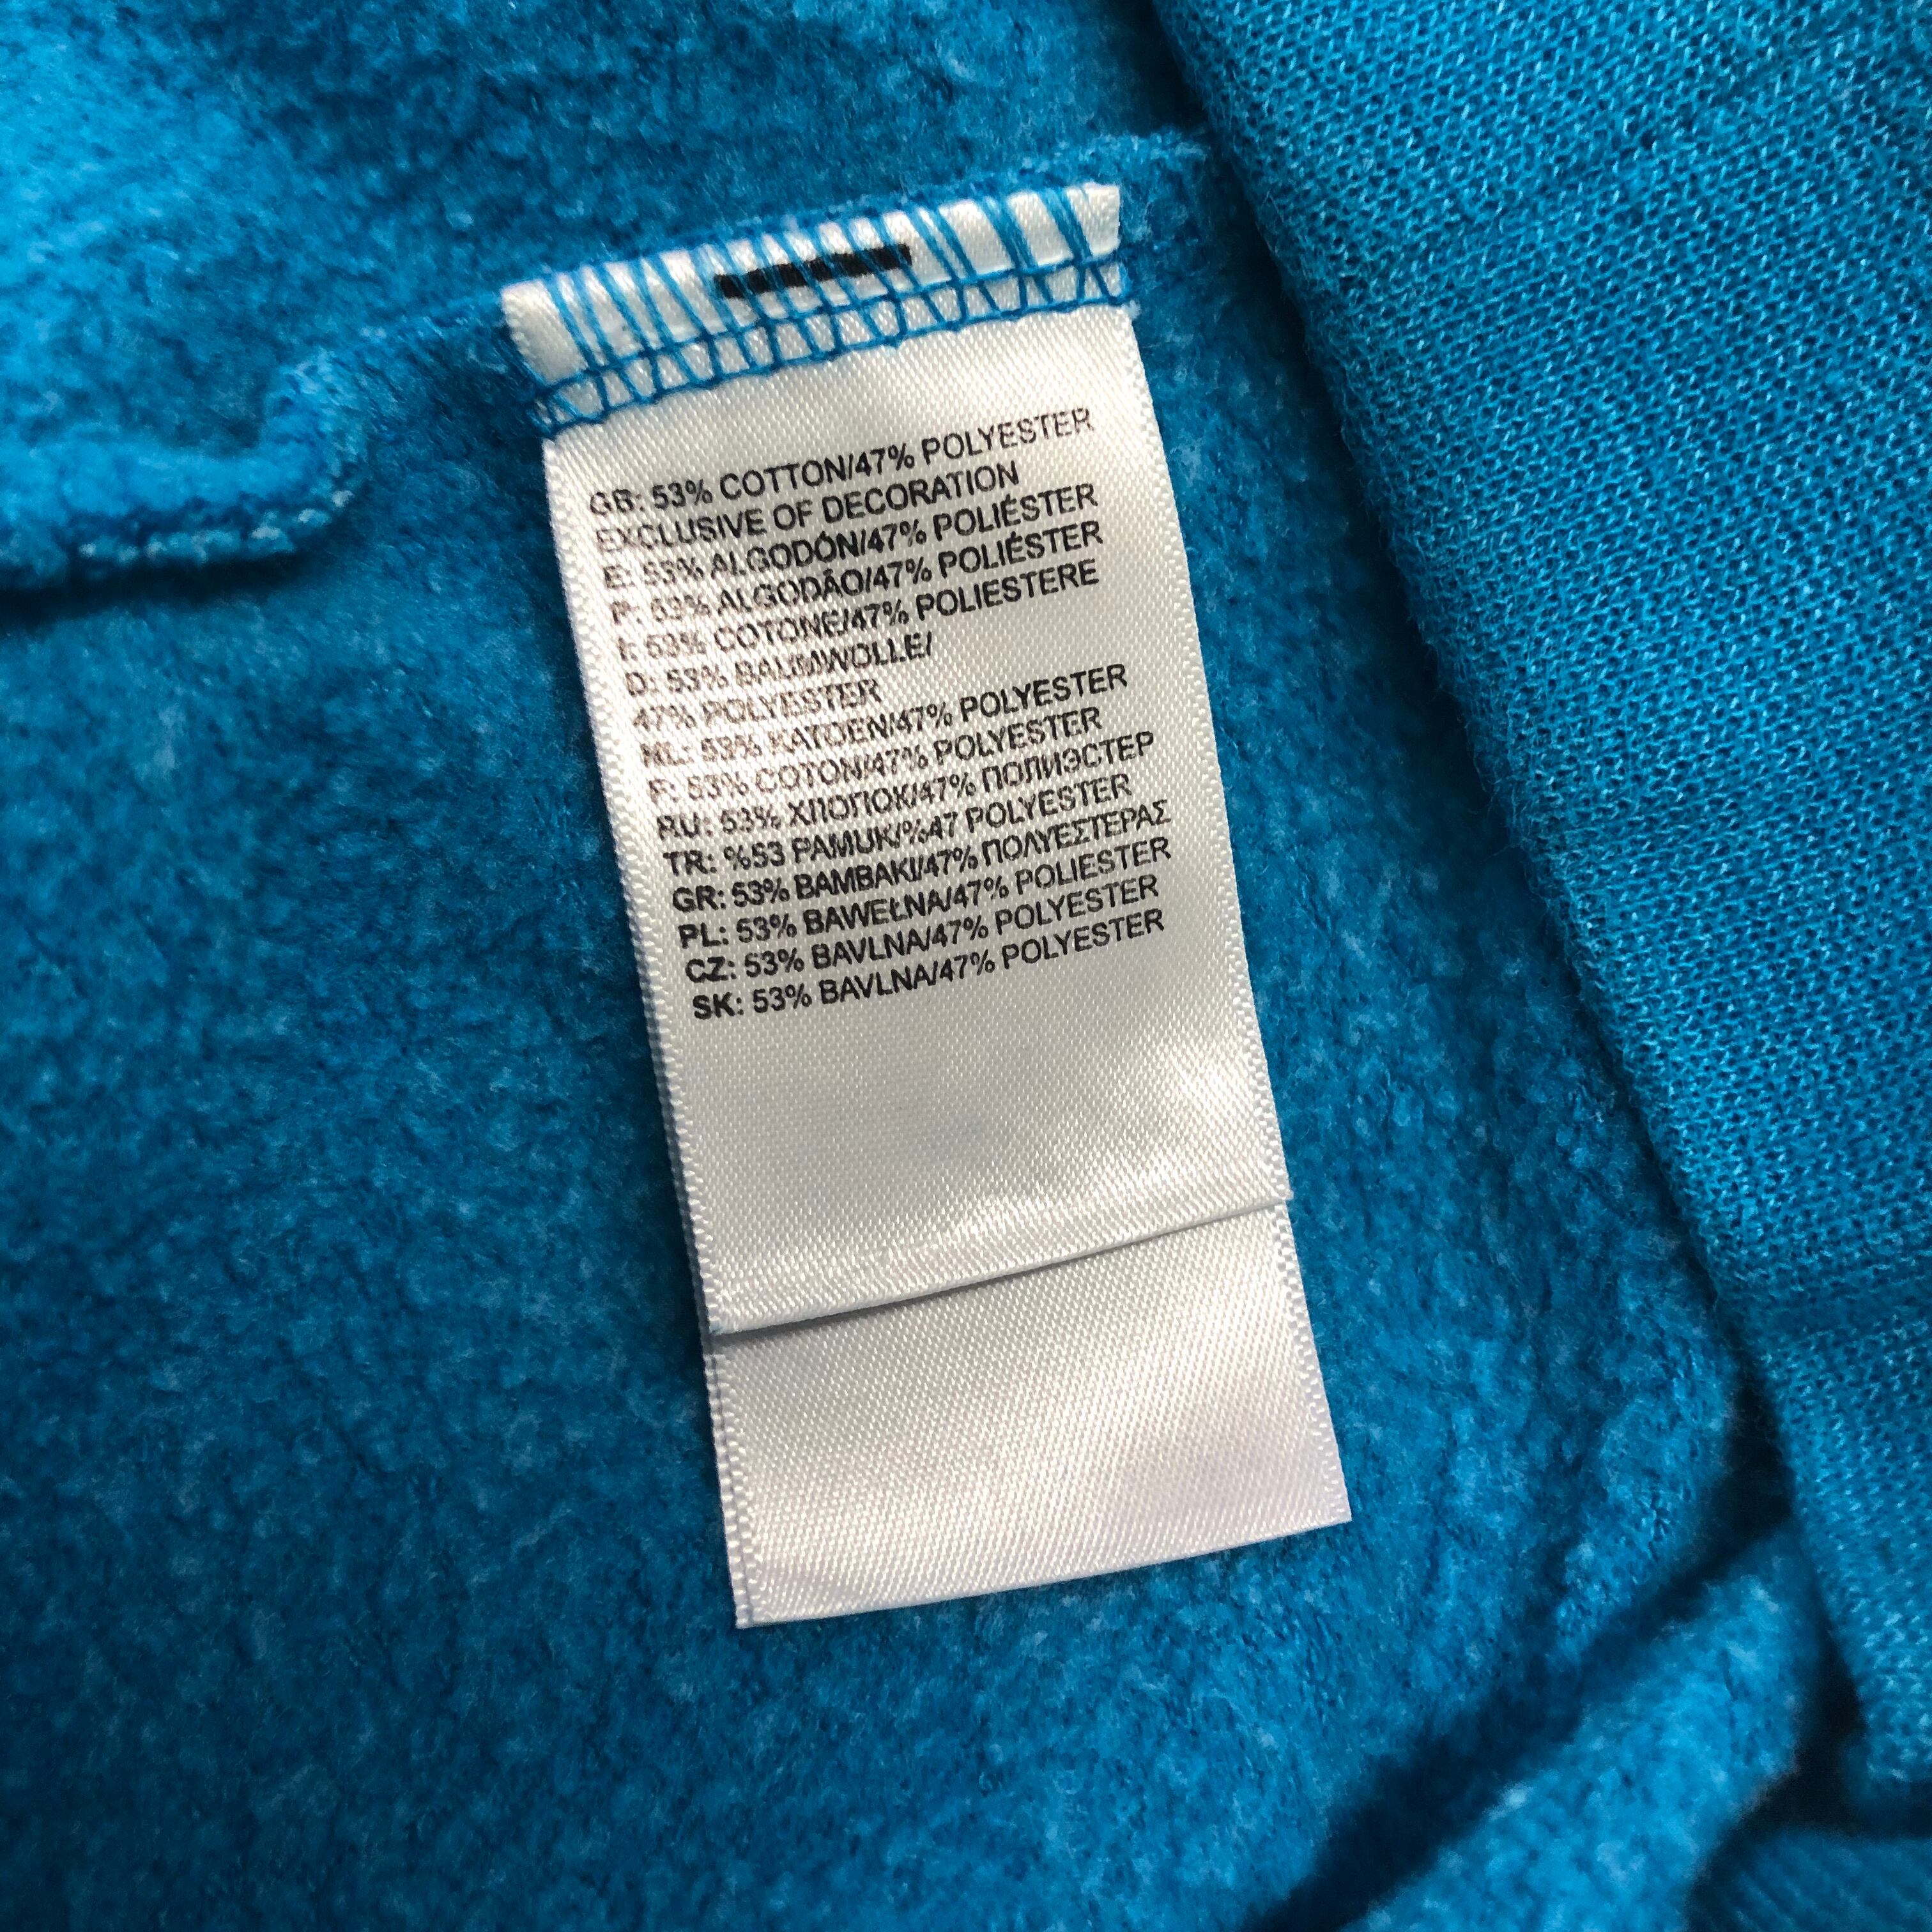 GB: 53% COTTON/47% POLYESTER
EXCLUSIVE OF DECORATION
E: 53% ALGODÓN/47% POLIÉSTER
P: 53% ALGODÃO/47% POLIÉSTER
I: 53% COTONE/47% POLIESTERE
D: 53% BAUMWOLLE/
47% POLYESTER
NL: 53% KATOEN/47% POLYESTER
F: 53% COTON/47% POLYESTER
RU: 53% ХЛОПОК/47% ПОЛИЭСТЕР
TR: %53 PAMUK/%47 POLYESTER
GR: 53% ΒΑΜΒΑΚΙ/47% ΠΟΛΥΕΣΤΕΡΑΣ
PL: 53% BAWEŁNA/47% POLIESTER
CZ: 53% BAVLNA/47% POLYESTER
SK: 53% BAVLNA/47% POLYESTER